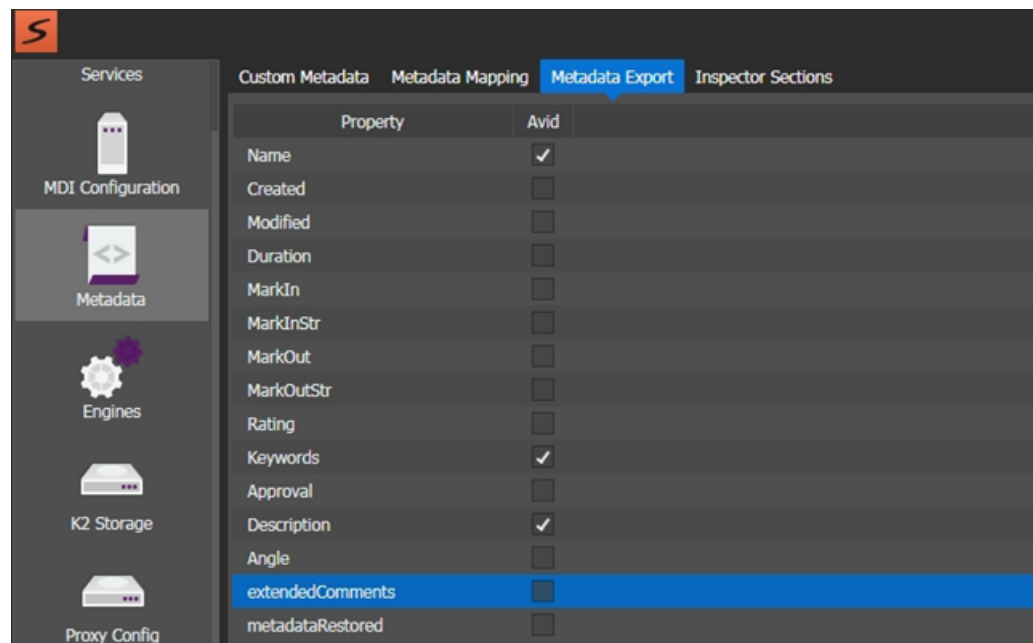 Services
MDI Configuration
Metadata
Engines
K2 Storage
Proxy Config
Custom Metadata Metadata Mapping Metadata Export Inspector Sections
Property Avid
Name
Created
Modified
Duration
MarkIn
MarkInStr
MarkOut
MarkOutStr
Rating
Keywords
Approval
Description
Angle
extendedComments
metadataRestored